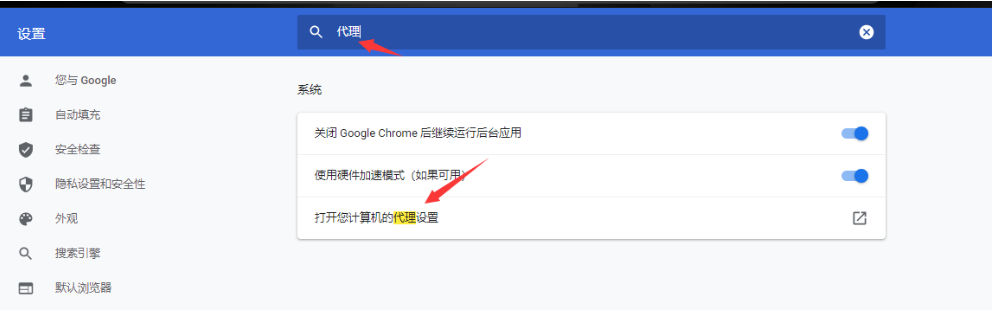 设置
代理
您与 Google
自动填充
安全检查
隐私设置和安全性
外观
搜索引擎
默认浏览器
系统
关闭 Google Chrome 后继续运行后台应用
使用硬件加速模式（如果可用）
打开您计算机的代理设置